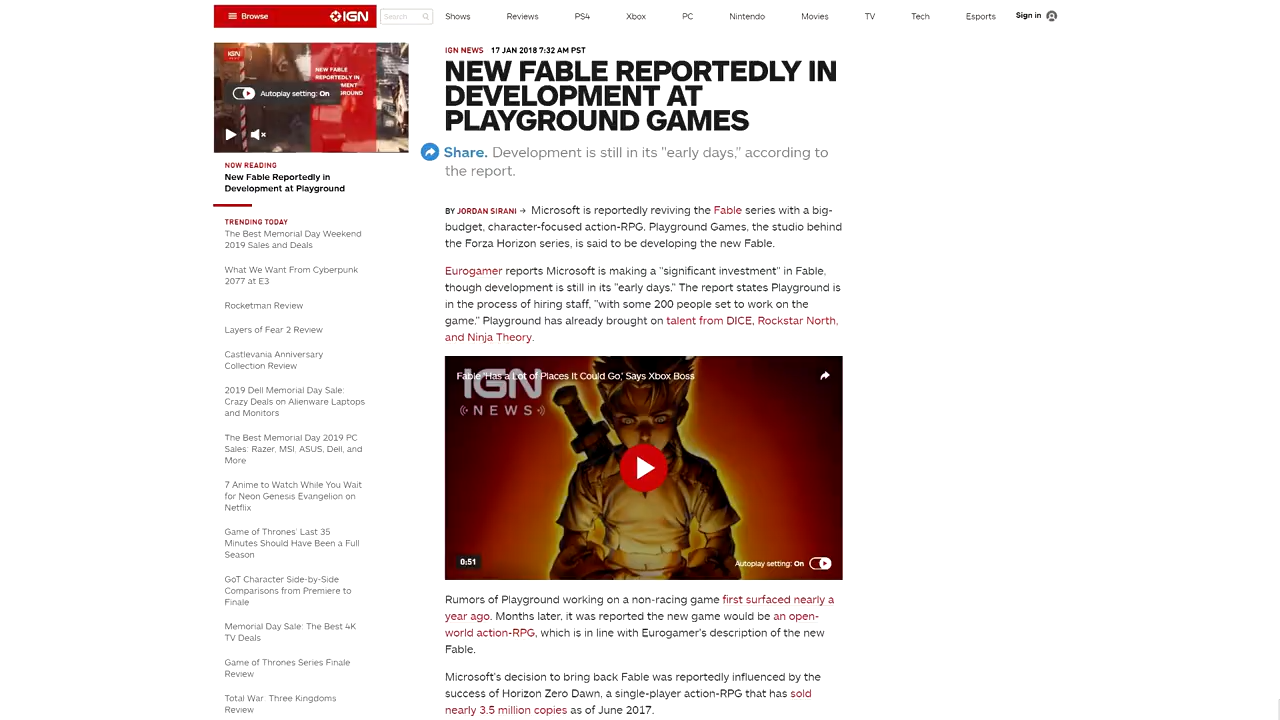 Browse
IGN
Search
Shows
Reviews
PS4
Xbox
PC
Nintendo
Movies
TV
Tech
Esports
Sign in
IGN
NEW FABLE
REPORTEDLY IN
Autoplay setting: On
NOW READING
New Fable Reportedly in
Development at Playground
TRENDING TODAY
The Best Memorial Day Weekend
2019 Sales and Deals
What We Want From Cyberpunk
2077 at E3
Rocketman Review
Layers of Fear 2 Review
Castlevania Anniversary
Collection Review
2019 Dell Memorial Day Sale:
Crazy Deals on Alienware Laptops
and Monitors
The Best Memorial Day 2019 PC
Sales: Razer, MSI, ASUS, Dell, and
More
7 Anime to Watch While You Wait
for Neon Genesis Evangelion on
Netflix
Game of Thrones' Last 35
Minutes Should Have Been a Full
Season
GoT Character Side-by-Side
Comparisons from Premiere to
Finale
Memorial Day Sale: The Best 4K
TV Deals
Game of Thrones Series Finale
Review
Total War: Three Kingdoms
Review
IGN NEWS 17 JAN 2018 7:32 AM PST
NEW FABLE REPORTEDLY IN
DEVELOPMENT AT
PLAYGROUND GAMES
Share. Development is still in its "early days," according to
the report.
BY JORDAN SIRANI → Microsoft is reportedly reviving the Fable series with a big-
budget, character-focused action-RPG. Playground Games, the studio behind
the Forza Horizon series, is said to be developing the new Fable.
Eurogamer reports Microsoft is making a "significant investment" in Fable,
though development is still in its "early days." The report states Playground is
in the process of hiring staff, "with some 200 people set to work on the
game." Playground has already brought on talent from DICE, Rockstar North,
and Ninja Theory.
Fable 'Has a Lot of Places It Could Go,' Says Xbox Boss
IGN
NEWS
0:51
Autoplay setting: On
Rumors of Playground working on a non-racing game first surfaced nearly a
year ago. Months later, it was reported the new game would be an open-
world action-RPG, which is in line with Eurogamer's description of the new
Fable.
Microsoft's decision to bring back Fable was reportedly influenced by the
success of Horizon Zero Dawn, a single-player action-RPG that has sold
nearly 3.5 million copies as of June 2017.